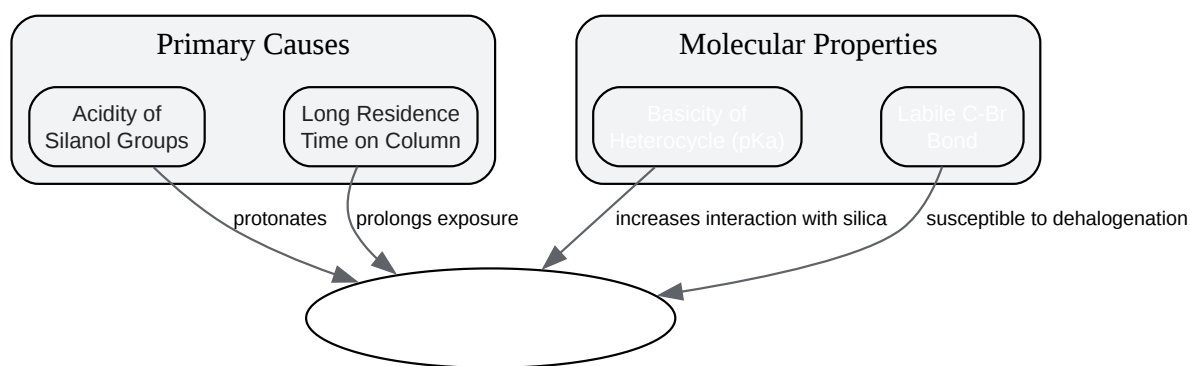 Primary Causes
Molecular Properties
Acidity of
Silanol Groups
Long Residence
Time on Column
Basicity of
Heterocycle (pKa)
Labile C-Br
Bond
protonates
prolongs exposure
increases interaction with silica
susceptible to dehalogenation